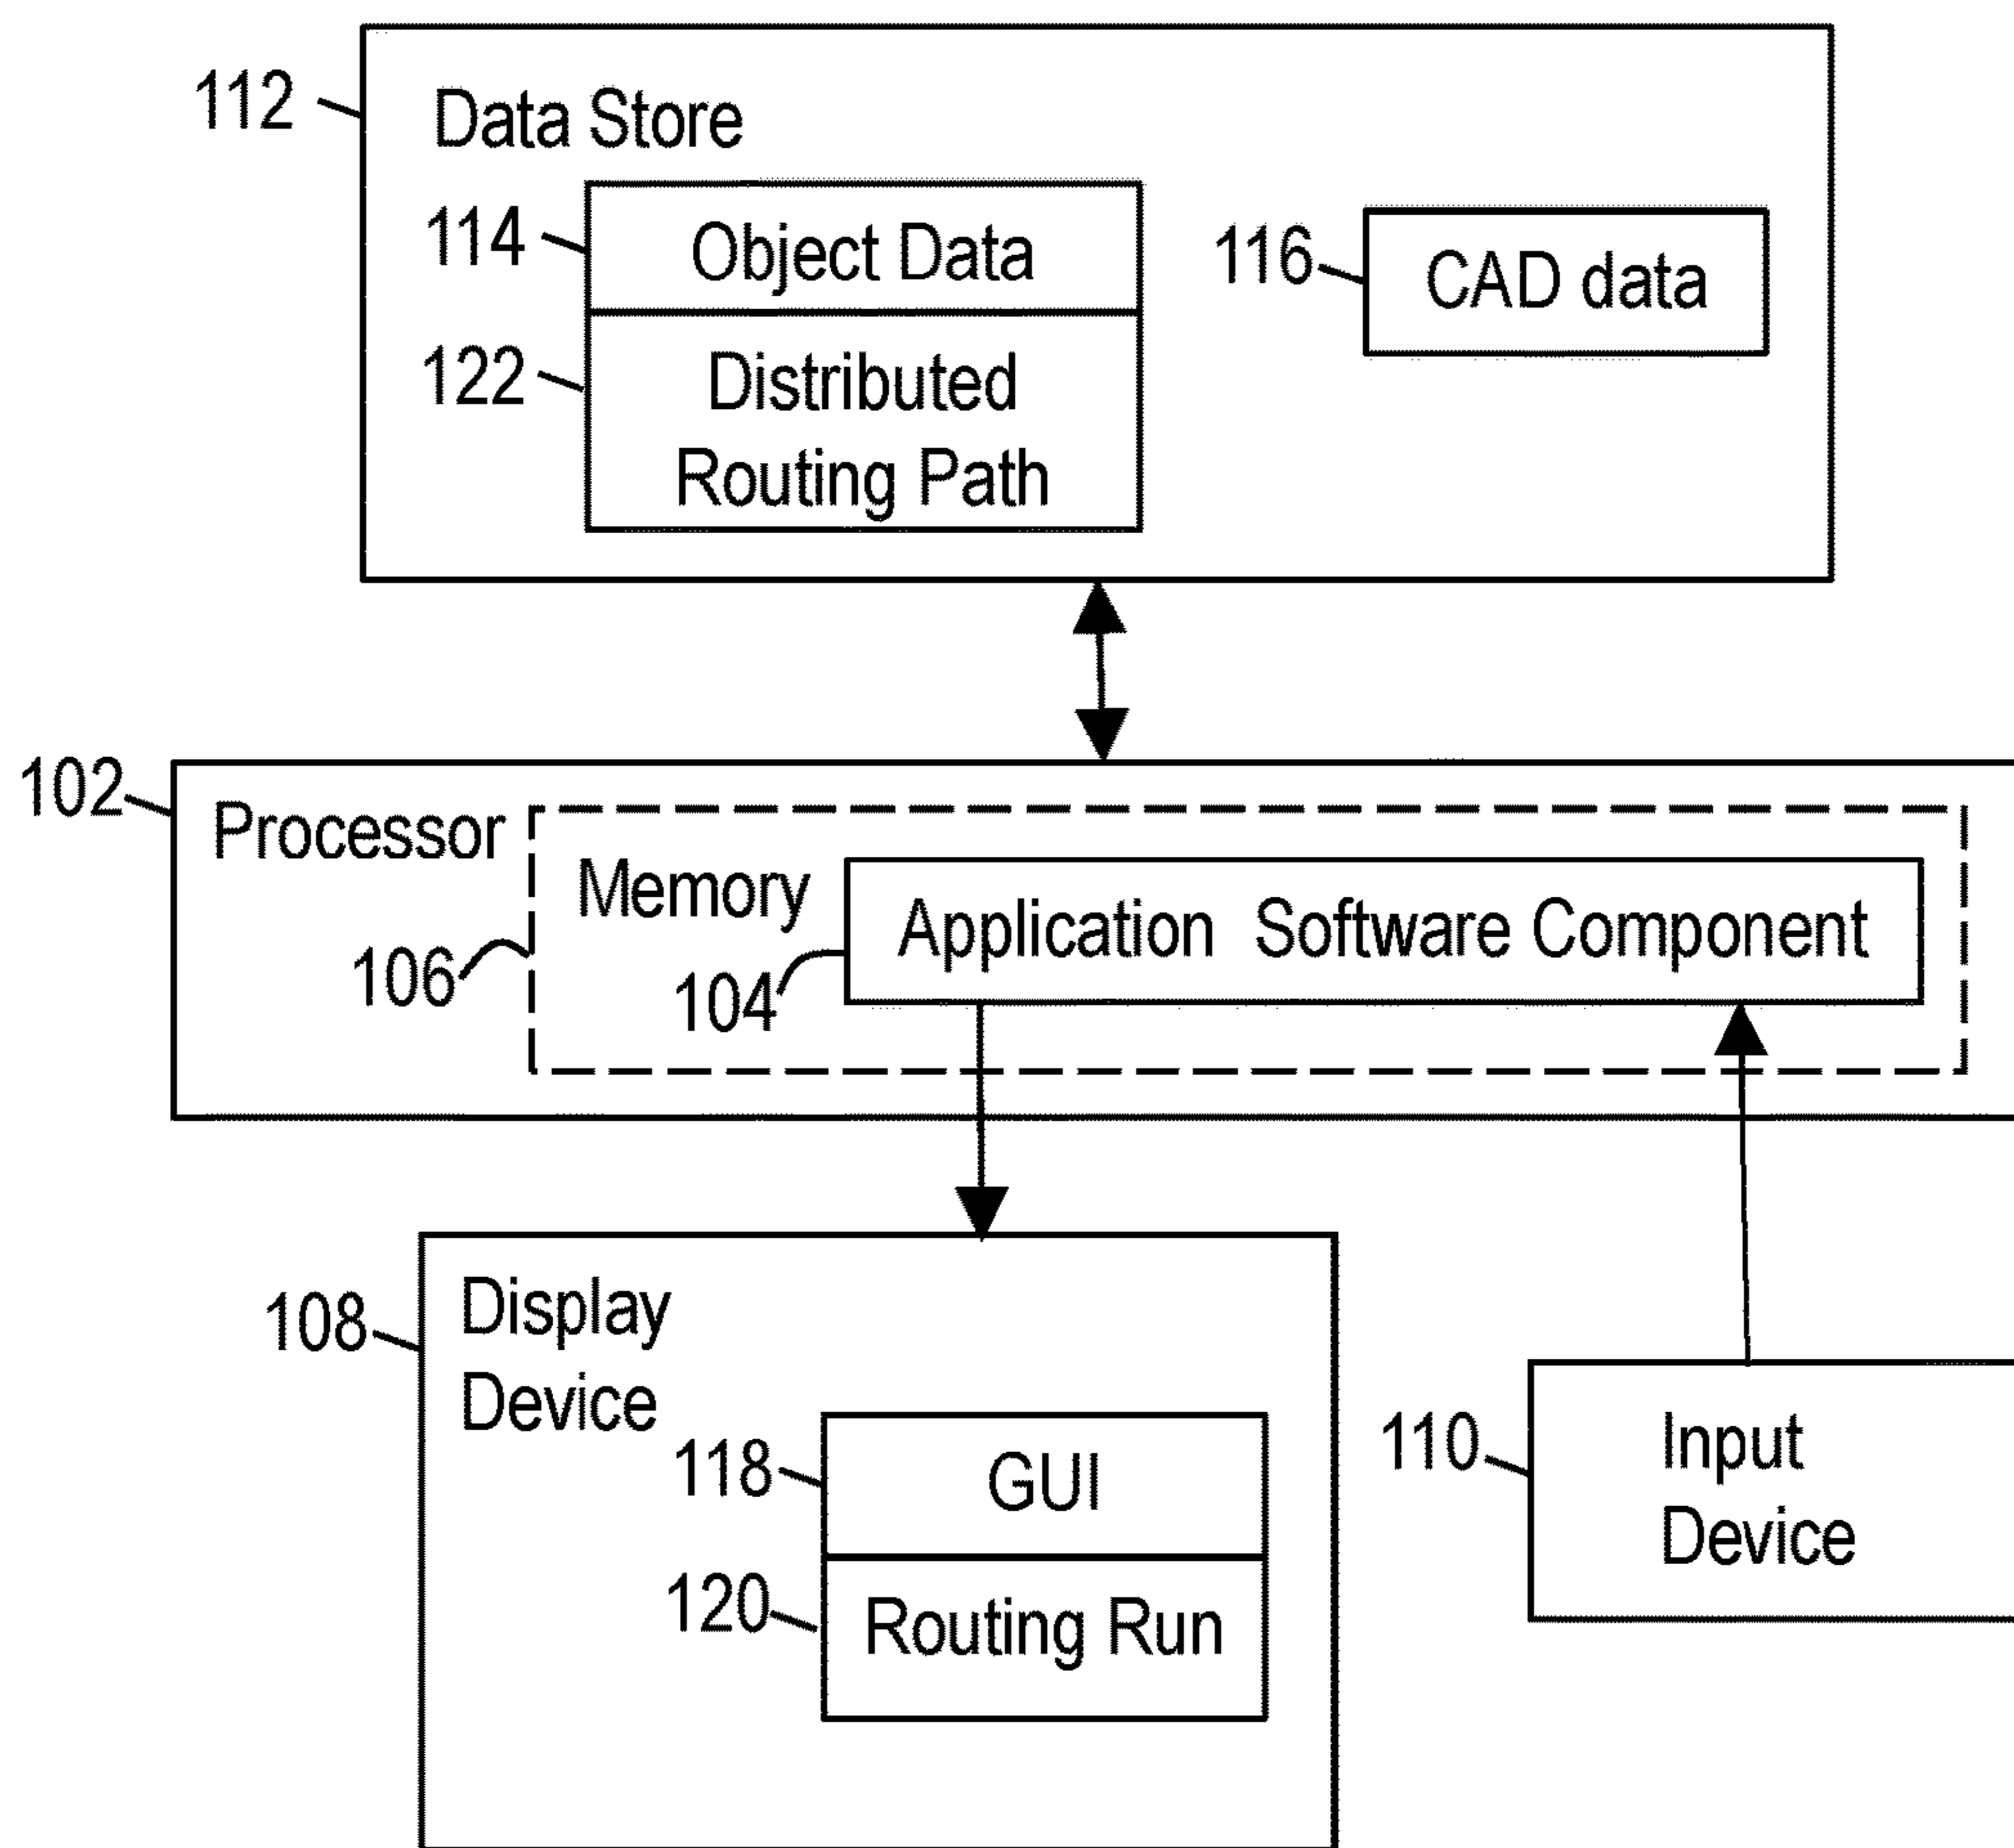 112
Data Store
114
Object Data
116
CAD data
122
Distributed
Routing Path
102
Processor
Memory
Application Software Component
106
104
108
Display
Device
118
GUI
120
Routing Run
110
Input
Device